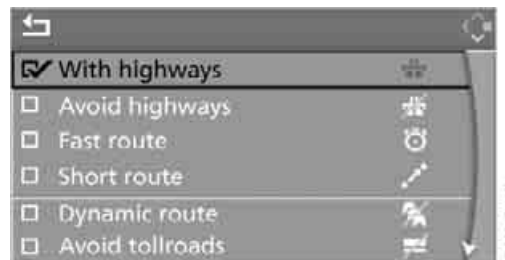 With highways
Avoid highways
Fast route
Short route
Dynamic route
Avoid tollroads